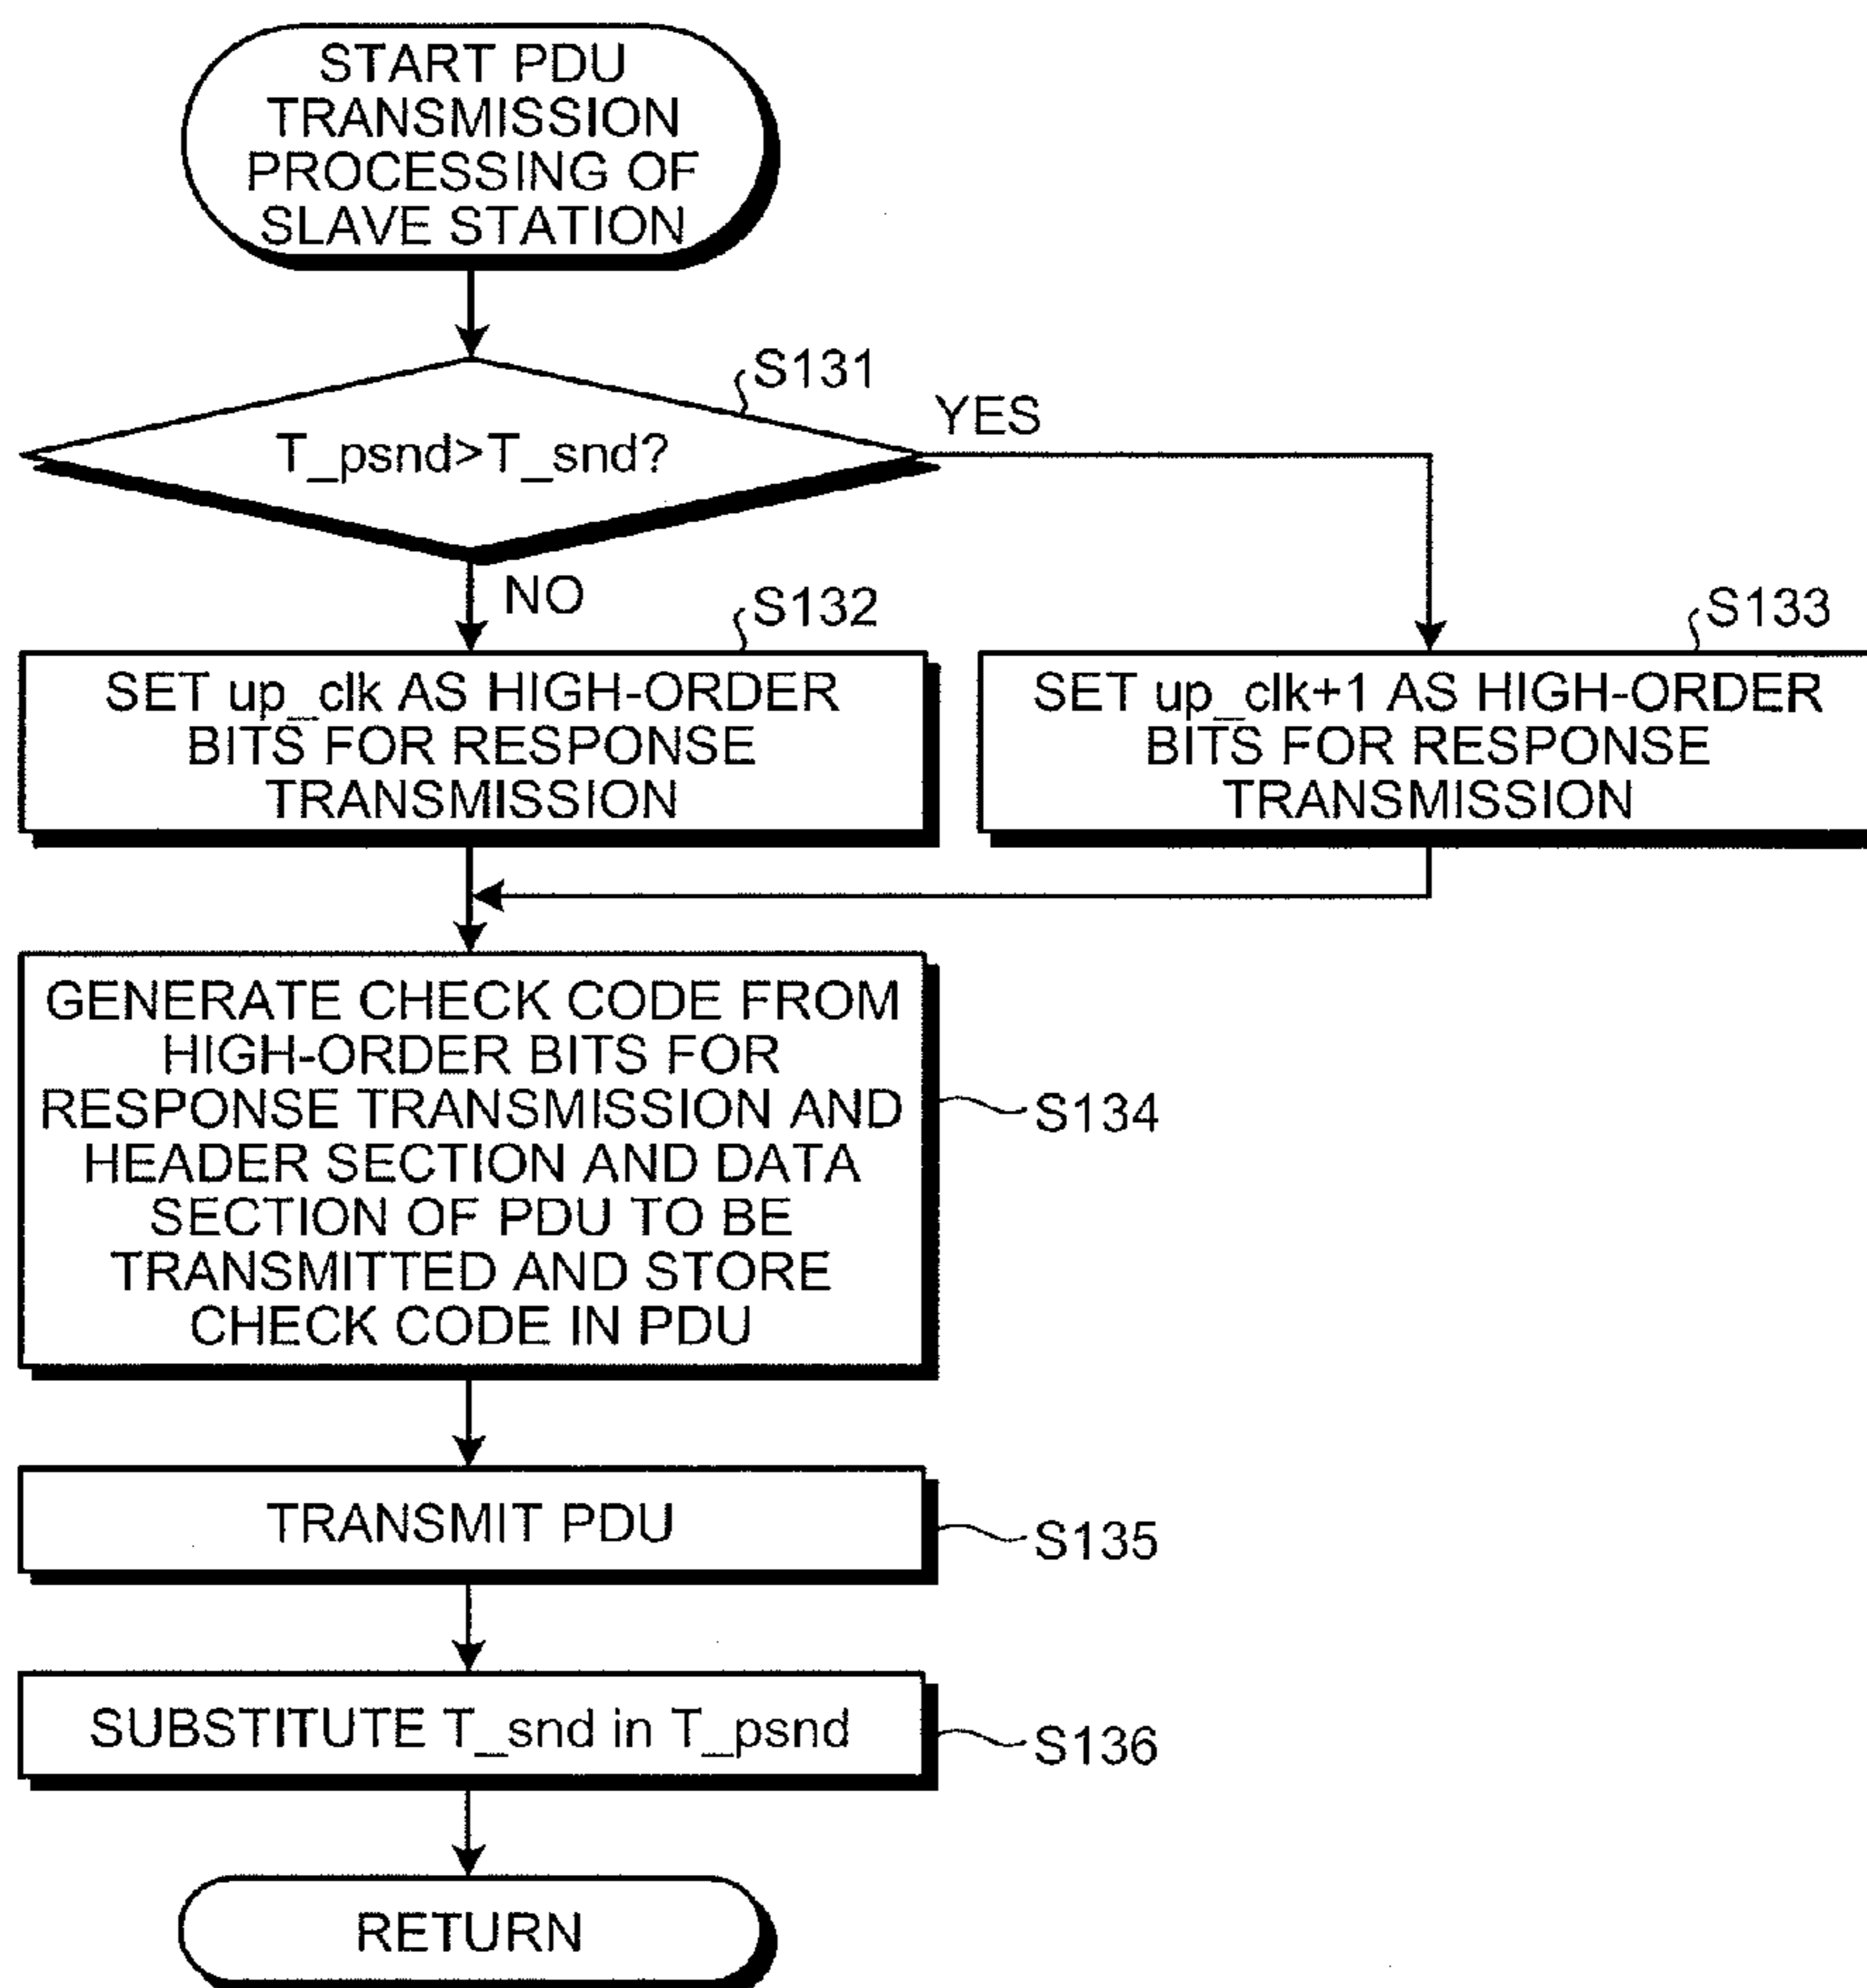 START PDU
TRANSMISSION
PROCESSING OF
SLAVE STATION
S131
T_psnd>T_snd?
YES
NO
S132
SET up_clk AS HIGH-ORDER
BITS FOR RESPONSE
TRANSMISSION
S133
SET up_clk+1 AS HIGH-ORDER
BITS FOR RESPONSE
TRANSMISSION
GENERATE CHECK CODE FROM
HIGH-ORDER BITS FOR
RESPONSE TRANSMISSION AND
HEADER SECTION AND DATA
SECTION OF PDU TO BE
TRANSMITTED AND STORE
CHECK CODE IN PDU
S134
TRANSMIT PDU
S135
SUBSTITUTE T_snd in T_psnd
S136
RETURN